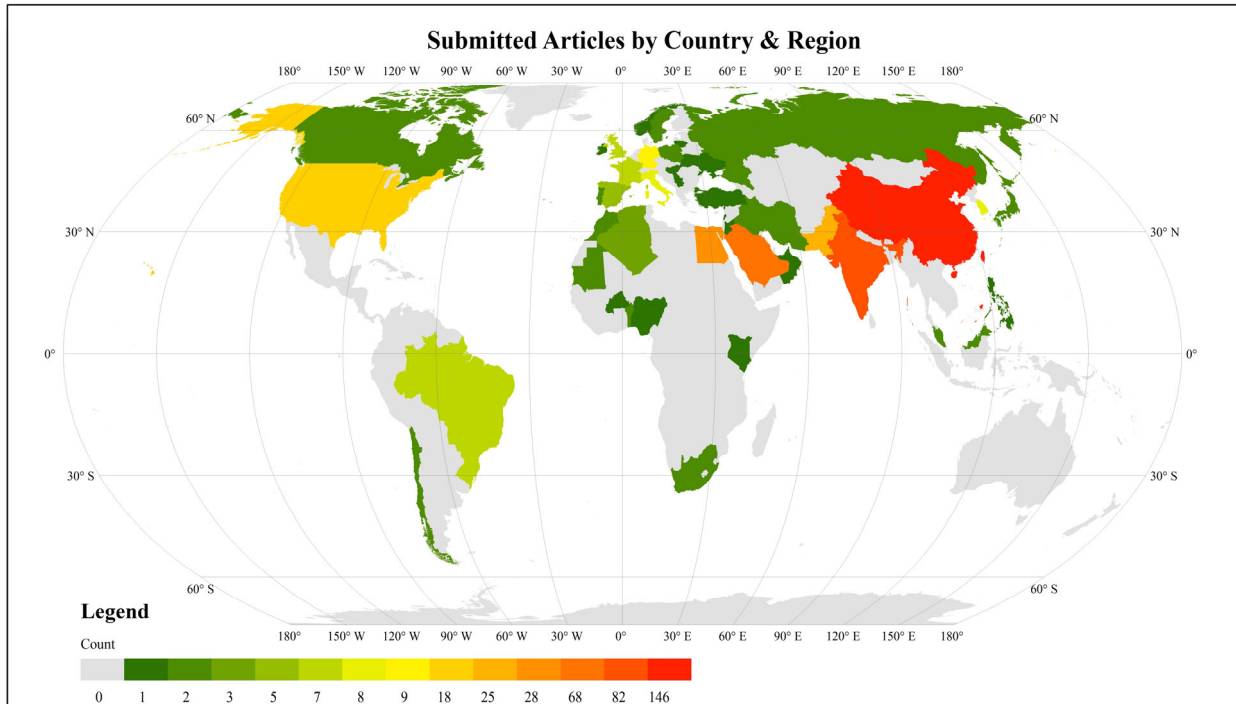 Submitted Articles by Country & Region
180° 150° W 120° W 90° W 60° W 30° W 0° 30° E 60° E 90° E 120° E 150° E 180°
60° N 60° N
30° N 30° N
0° 0°
30° S 30° S
60° S 60° S
180° 150° W 120° W 90° W 60° W 30° W 0° 30° E 60° E 90° E 120° E 150° E 180°
Legend
Count
0 1 2 3 5 7 8 9 18 25 28 68 82 146